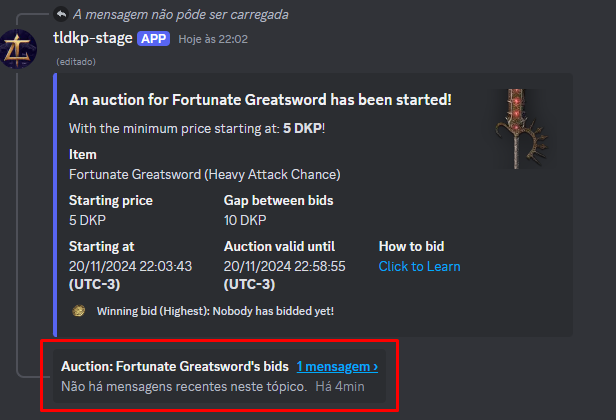 A mensagem não pôde ser carregada
tldkp-stage APP Hoje às 22:02
(editado)
An auction for Fortunate Greatsword has been started!
With the minimum price starting at: 5 DKP!
Item
Fortunate Greatsword (Heavy Attack Chance)
Starting price Gap between bids
5 DKP 10 DKP
Starting at Auction valid until How to bid
20/11/2024 22:03:43 20/11/2024 22:58:55 Click to Learn
(UTC-3) (UTC-3)
Winning bid (Highest): Nobody has bidded yet!
Auction: Fortunate Greatsword's bids 1 mensagem ›
Não há mensagens recentes neste tópico. Há 4min